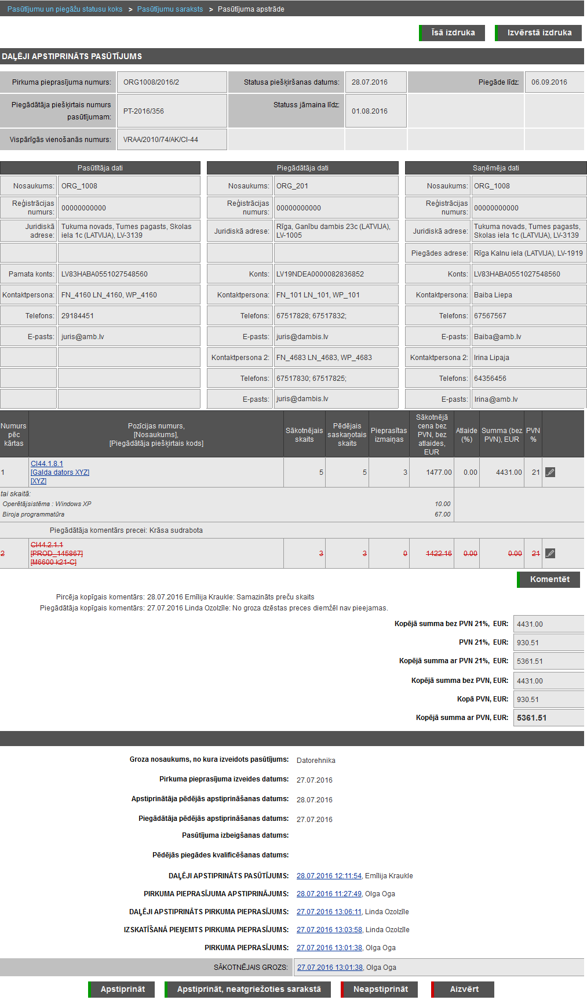 Pasūtījumu un piegāžu statusu koks > Pasūtījumu saraksts > Pasūtījuma apstrāde
Īsā izdruka
Izvērstā izdruka
DAĻĒJI APSTIPRINĀTS PASŪTĪJUMS
Pirkuma pieprasījuma numurs: ORG1008/2016/2 Statusa piešķiršanas datums: 28.07.2016 Piegāde līdz: 06.09.2016
Piegādātāja piešķirtais numurs pasūtījumam: PT-2016/356 Statuss jāmaina līdz: 01.08.2016
Vispārīgās vienošanās numurs: VRAA/2010/74/AK/CI-44
Pasūtītāja dati
Nosaukums: ORG_1008
Reģistrācijas numurs: 00000000000
Juridiskā adrese: Tukuma novads, Tumes pagasts, Skolas iela 1c (LATVIJA), LV-3139
Pamata konts: LV83HABA0551027548560
Kontaktpersona: FN_4160 LN_4160, WP_4160
Telefons: 29184451
E-pasts: juris@amb.lv
Piegādātāja dati
Nosaukums: ORG_201
Reģistrācijas numurs: 00000000000
Juridiskā adrese: Rīga, Ganību dambis 23c (LATVIJA), LV-1005
Konts: LV19NDEA0000082836852
Kontaktpersona: FN_101 LN_101, WP_101
Telefons: 67517828; 67517832;
E-pasts: juris@dambis.lv
Kontaktpersona 2: FN_4683 LN_4683, WP_4683
Telefons: 67517830; 67517825;
E-pasts: juris@dambis.lv
Saņēmēja dati
Nosaukums: ORG_1008
Reģistrācijas numurs: 00000000000
Juridiskā adrese: Tukuma novads, Tumes pagasts, Skolas iela 1c (LATVIJA), LV-3139
Piegādes adrese: Rīga Kalnu iela (LATVIJA), LV-1919
Konts: LV83HABA0551027548560
Kontaktpersona: Baiba Liepa
Telefons: 67567567
E-pasts: Baiba@amb.lv
Kontaktpersona 2: Irina Lipaja
Telefons: 64356456
E-pasts: Irina@amb.lv
Numurs pēc kārtas
Pozīcijas numurs,
[Nosaukums],
[Piegādātāja piešķirtais kods]
Sākotnējais skaits
Pēdējais saskaņotais skaits
Pieprasītas izmaiņas
Sākotnējā cena bez PVN, bez atlaides, EUR
Atlaide (%)
Summa (bez PVN), EUR
PVN %
1 CI44.1.8.1
[Galda dators XYZ] 5 5 3 1477.00 0.00 4431.00 21
[XYZ]
tai skaitā:
Operētājsistēma : Windows XP 10.00
Biroja programmatūra 67.00
Piegādātāja komentārs precei: Krāsa sudrabota
2 CI44.2.1.1
[PROD_145867] 3 3 0 1422.16 0.00 0.00 21
[M6600 k21-C]
Komentēt
Pircēja kopīgais komentārs: 28.07.2016 Emīlija Kraukle: Samazināts preču skaits
Piegādātāja kopīgais komentārs: 27.07.2016 Linda Ozolzīle: No groza dzēstas preces diemžēl nav pieejamas.
Kopējā summa bez PVN 21%, EUR: 4431.00
PVN 21%, EUR: 930.51
Kopējā summa ar PVN 21%, EUR: 5361.51
Kopējā summa bez PVN, EUR: 4431.00
Kopā PVN, EUR: 930.51
Kopējā summa ar PVN, EUR: 5361.51
Groza nosaukums, no kura izveidots pasūtījums: Datorehnika
Pirkuma pieprasījuma izveides datums: 27.07.2016
Apstiprinātāja pēdējās apstiprināšanas datums: 28.07.2016
Piegādātāja pēdējās apstiprināšanas datums: 27.07.2016
Pasūtījuma izbeigšanas datums:
Pēdējās piegādes kvalificēšanas datums:
DAĻĒJI APSTIPRINĀTS PASŪTĪJUMS: 28.07.2016 12:11:54, Emīlija Kraukle
PIRKUMA PIEPRASĪJUMA APSTIPRINĀJUMS: 28.07.2016 11:27:49, Olga Oga
DAĻĒJI APSTIPRINĀTS PIRKUMA PIEPRASĪJUMS: 27.07.2016 13:06:11, Linda Ozolzīle
IZSKATĪŠANĀ PIEŅEMTS PIRKUMA PIEPRASĪJUMS: 27.07.2016 13:03:58, Linda Ozolzīle
PIRKUMA PIEPRASĪJUMS: 27.07.2016 13:01:38, Olga Oga
SĀKOTNĒJAIS GROZS: 27.07.2016 13:01:38, Olga Oga
Apstiprināt
Apstiprināt, neatgriežoties sarakstā
Neapstiprināt
Aizvērt